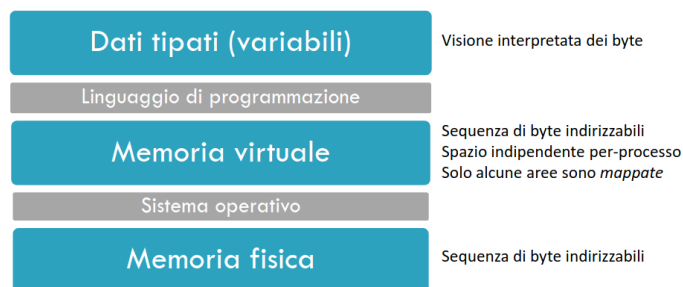 Dati tipati (variabili)
Visione interpretata dei byte
Linguaggio di programmazione
Memoria virtuale
Sequenza di byte indirizzabili
Spazio indipendente per-processo
Solo alcune aree sono mappate
Sistema operativo
Memoria fisica
Sequenza di byte indirizzabili